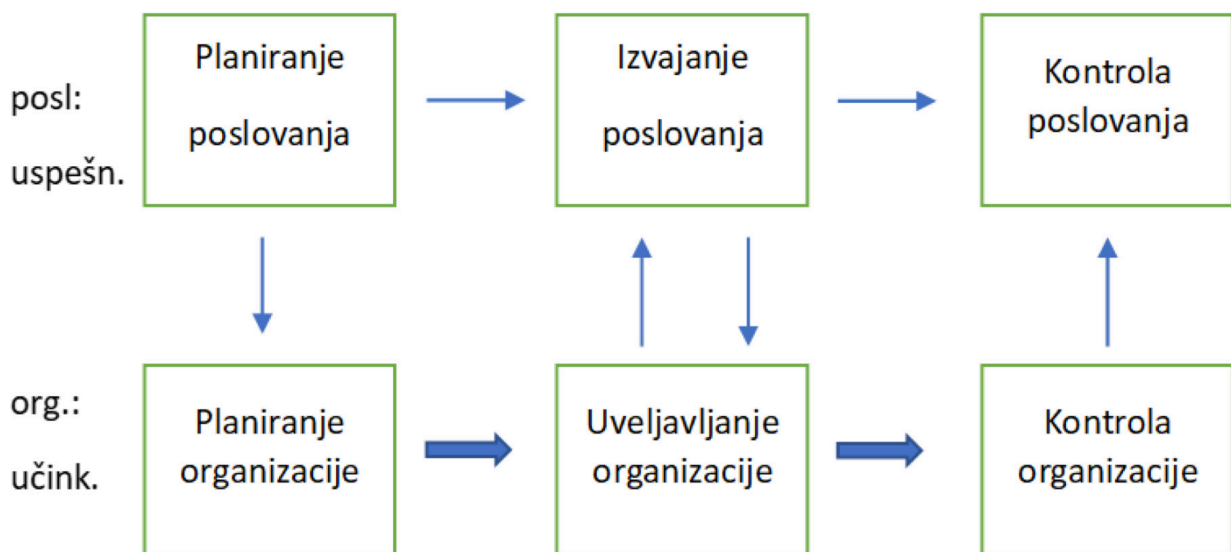 posl:
uspešn.
Planiranje
poslovanja
Izvajanje
poslovanja
Kontrola
poslovanja
org.:
učink.
Planiranje
organizacije
Uveljavljanje
organizacije
Kontrola
organizacije